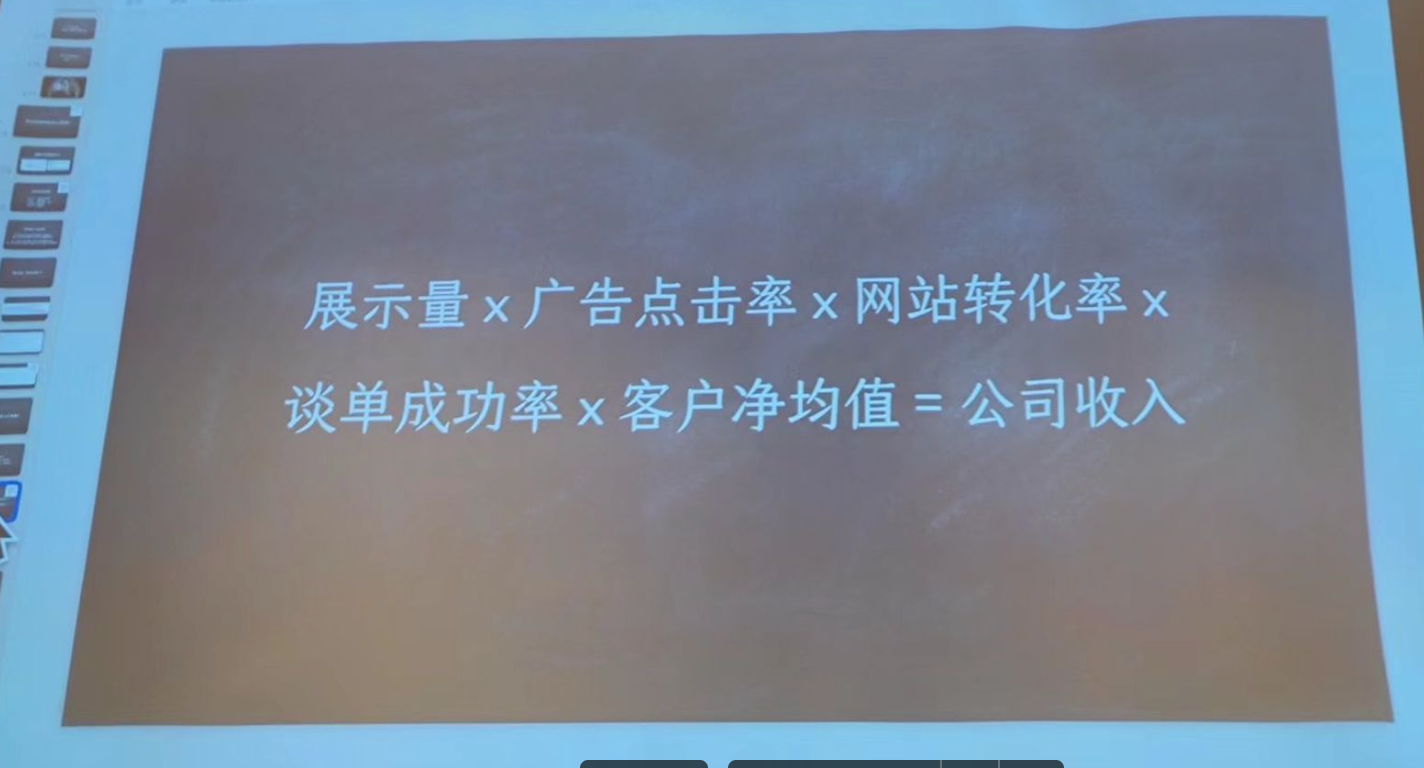 展示量 x 广告点击率 x 网站转化率 x
谈单成功率 x 客户净均值 = 公司收入